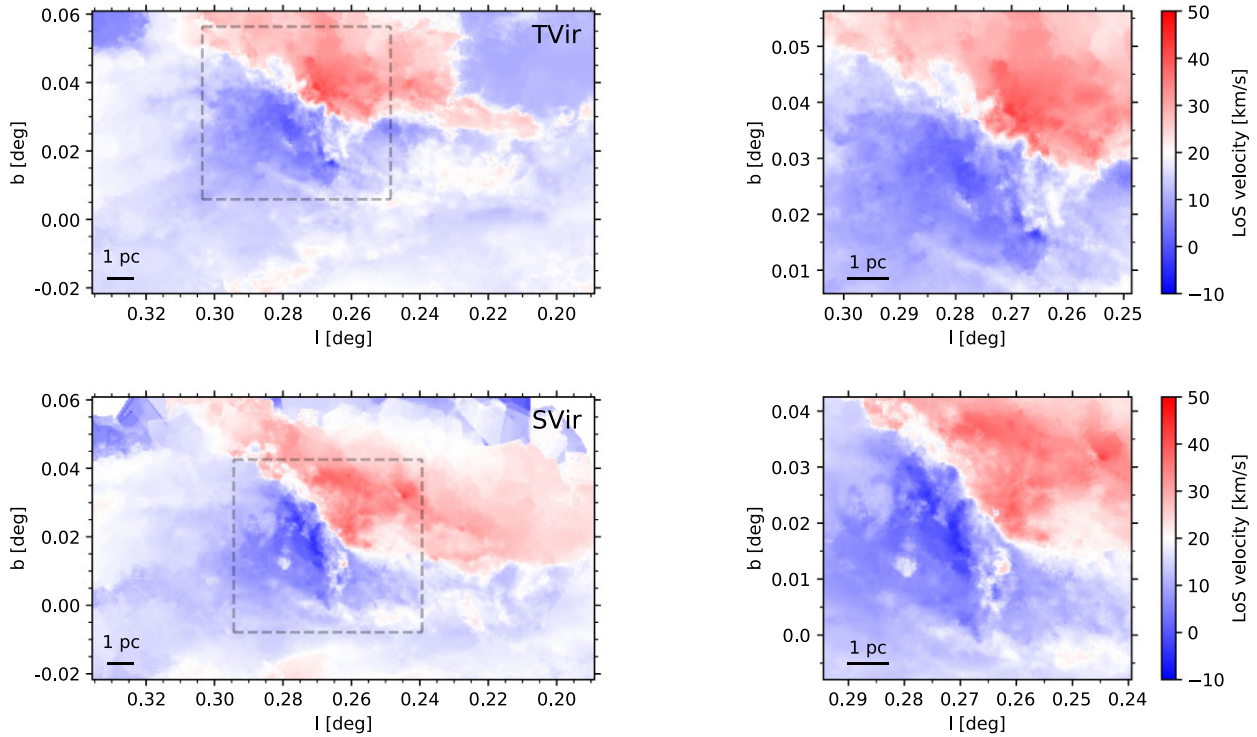 TVir
0.06
0.04
0.02
0.00
-0.02
b [deg]
1 pc
0.32 0.30 0.28 0.26 0.24 0.22 0.20
l [deg]
0.05
0.04
0.03
0.02
0.01
b [deg]
1 pc
0.30 0.29 0.28 0.27 0.26 0.25
l [deg]
50
40
30
20
10
0
−10
LoS velocity [km/s]
SVir
0.06
0.04
0.02
0.00
-0.02
b [deg]
1 pc
0.32 0.30 0.28 0.26 0.24 0.22 0.20
l [deg]
0.04
0.03
0.02
0.01
0.0
b [deg]
1 pc
0.29 0.28 0.27 0.26 0.25 0.24
l [deg]
50
40
30
20
10
0
−10
LoS velocity [km/s]